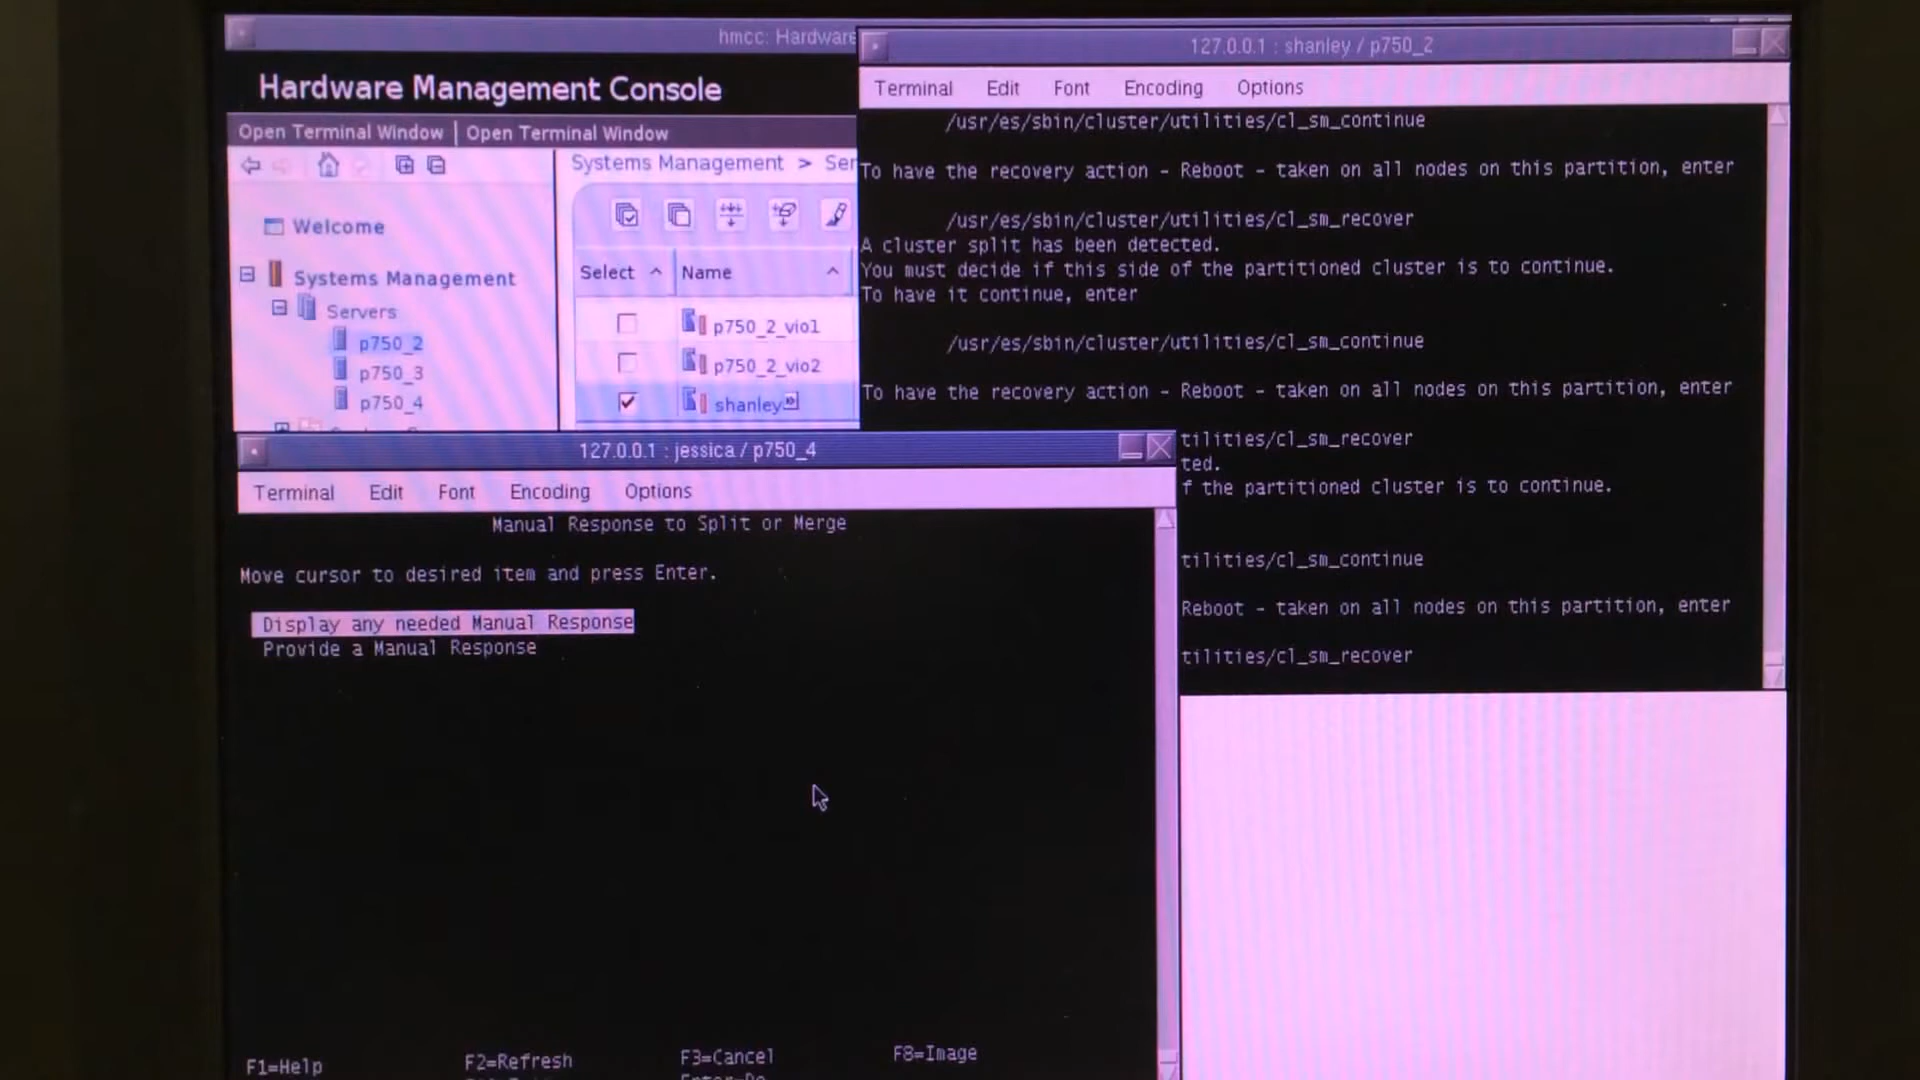 hmcc: Hardware
Hardware Management Console
Open Terminal Window | Open Terminal Window
Welcome
Systems Management
Servers
p750_2
p750_3
p750_4
Systems Management > Ser
Select Name
p750_2_vio1
p750_2_vio2
shanley
127.0.0.1 : shanley / p750_2
Terminal Edit Font Encoding Options
/usr/es/sbin/cluster/utilities/cl_sm_continue
To have the recovery action - Reboot - taken on all nodes on this partition, enter
/usr/es/sbin/cluster/utilities/cl_sm_recover
A cluster split has been detected.
You must decide if this side of the partitioned cluster is to continue.
To have it continue, enter
/usr/es/sbin/cluster/utilities/cl_sm_continue
To have the recovery action - Reboot - taken on all nodes on this partition, enter
tilities/cl_sm_recover
ted.
f the partitioned cluster is to continue.
tilities/cl_sm_continue
Reboot - taken on all nodes on this partition, enter
tilities/cl_sm_recover
127.0.0.1 : jessica / p750_4
Terminal Edit Font Encoding Options
Manual Response to Split or Merge
Move cursor to desired item and press Enter.
Display any needed Manual Response
Provide a Manual Response
F1=Help F2=Refresh F3=Cancel F8=Image